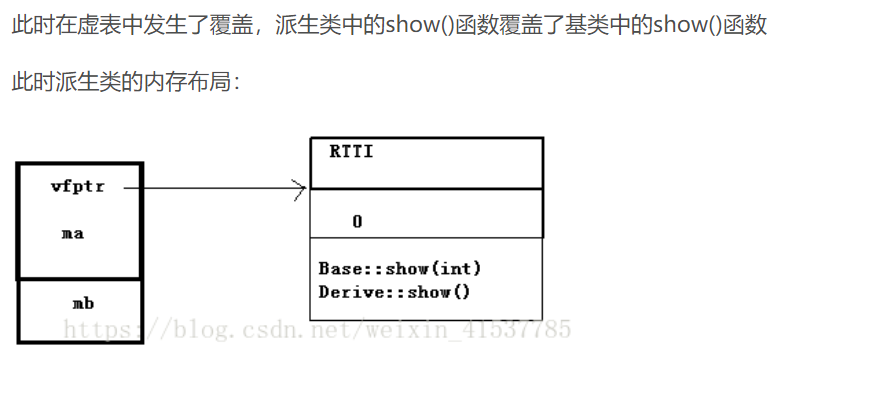 此时在虚表中发生了覆盖，派生类中的show()函数覆盖了基类中的show()函数
此时派生类的内存布局：
RTTI
vfptr
0
ma
Base::show(int)
Derive::show()
mb
https://blog.csdn.net/weixin_41537785